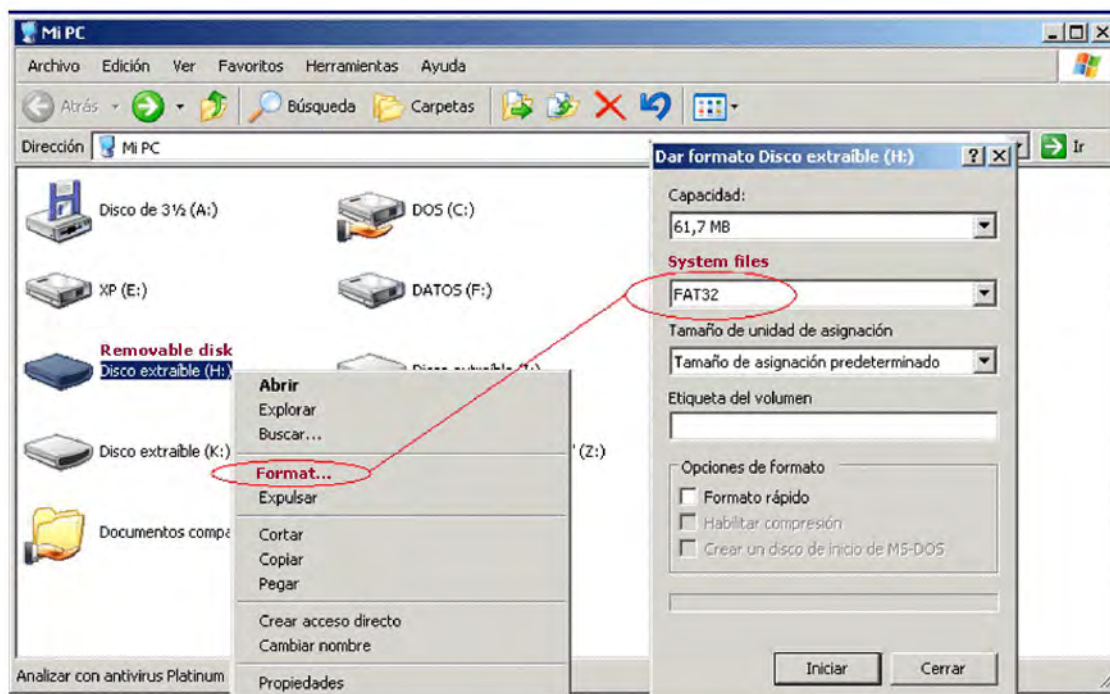 Mi PC
Archivo Edición Ver Favoritos Herramientas Ayuda
Atrás Búsqueda Carpetas
Dirección Mi PC Ir
Disco de 3½ (A:)
DOS (C:)
XP (E:)
DATOS (F:)
Removable disk
Disco extraíble (H:)
Disco extraíble (K:)
(Z:)
Documentos compa
Abrir
Explorar
Buscar...
Format...
Expulsar
Cortar
Copiar
Pegar
Crear acceso directo
Cambiar nombre
Propiedades
Analizar con antivirus Platinum
Dar formato Disco extraíble (H:)
Capacidad:
61,7 MB
System files
FAT32
Tamaño de unidad de asignación
Tamaño de asignación predeterminado
Etiqueta del volumen
Opciones de formato
Formato rápido
Habilitar compresión
Crear un disco de inicio de MS-DOS
Iniciar Cerrar